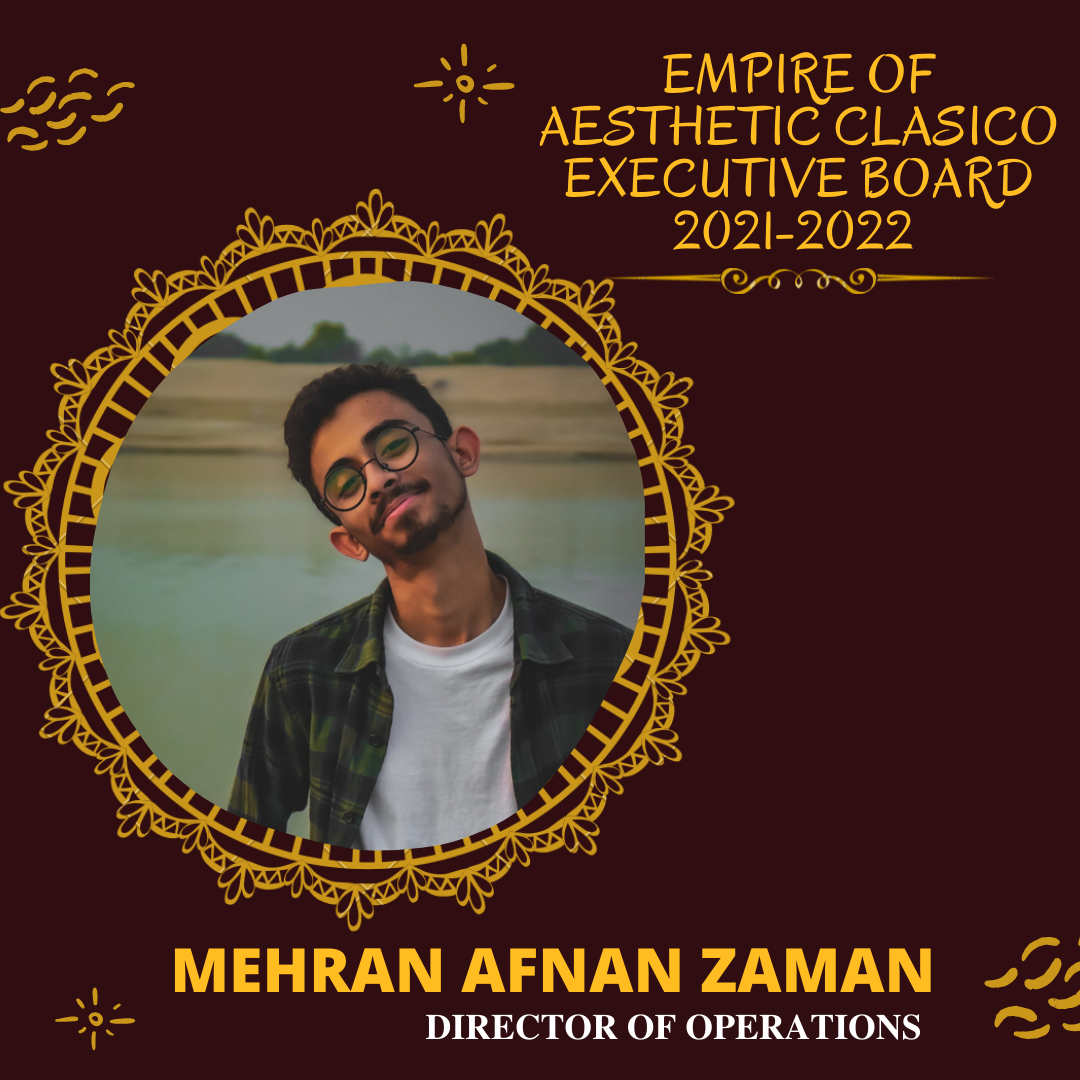 EMPIRE OF
AESTHETIC CLASICO
EXECUTIVE BOARD
2021-2022
MEHRAN AFNAN ZAMAN
DIRECTOR OF OPERATIONS